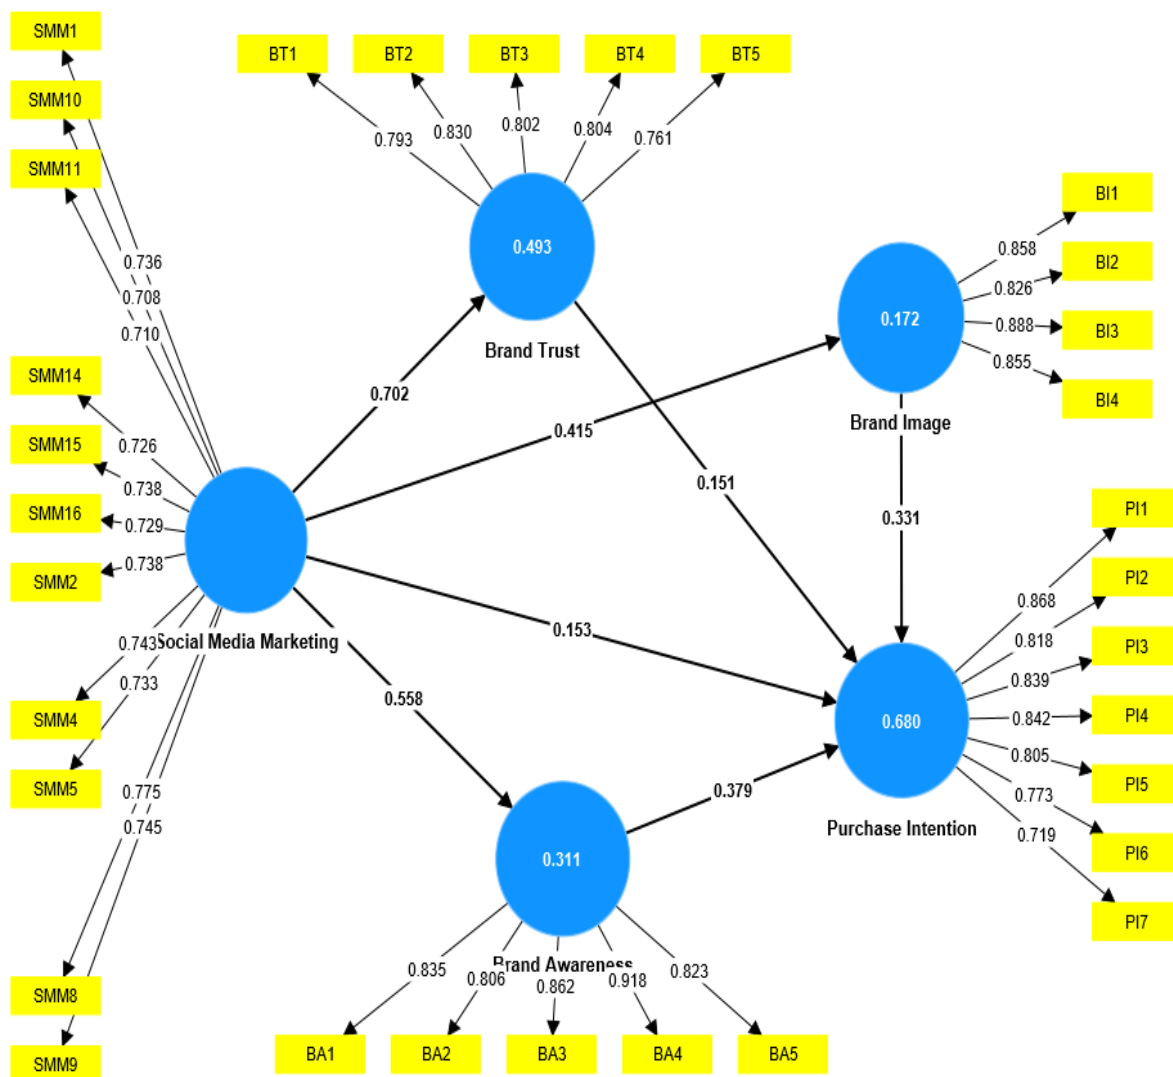 SMM1
SMM10
SMM11
0.736
0.708
0.710
SMM14
SMM15
SMM16
SMM2
0.726
0.738
0.729
0.738
SMM4
SMM5
0.743
0.733
SMM8
SMM9
0.775
0.745
Social Media Marketing
BT1
BT2
BT3
BT4
BT5
0.793
0.830
0.802
0.804
0.761
0.493
Brand Trust
0.702
0.415
0.151
0.153
0.558
0.331
0.379
BI1
BI2
BI3
BI4
0.858
0.826
0.888
0.855
0.172
Brand Image
PI1
PI2
PI3
PI4
PI5
PI6
PI7
0.868
0.818
0.839
0.842
0.805
0.773
0.719
0.680
Purchase Intention
0.311
Brand Awareness
0.835
0.806
0.862
0.918
0.823
BA1
BA2
BA3
BA4
BA5